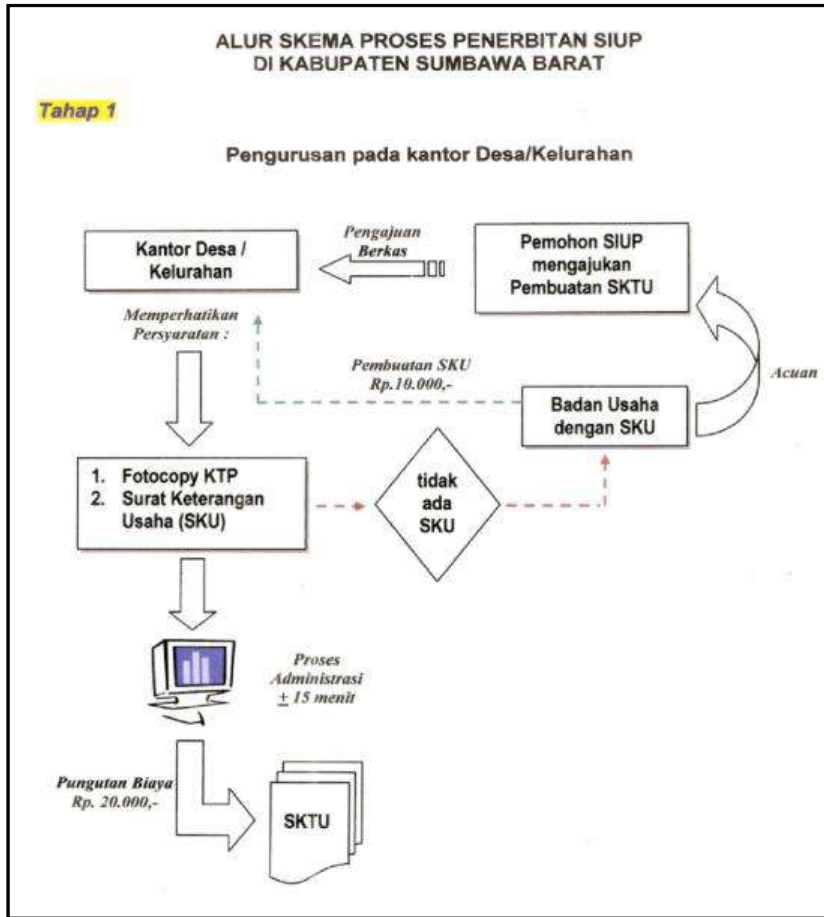 ALUR SKEMA PROSES PENERBITAN SIUP
DI KABUPATEN SUMBAWA BARAT
Tahap 1
Pengurusan pada kantor Desa/Kelurahan
Kantor Desa /
Kelurahan
Pengajuan
Berkas
Pemohon SIUP
mengajukan
Pembuatan SKTU
Memperhatikan
Persyaratan :
Pembuatan SKU
Rp.10.000,-
Badan Usaha
dengan SKU
Acuan
1. Fotocopy KTP
2. Surat Keterangan
Usaha (SKU)
tidak
ada
SKU
Proses
Administrasi
± 15 menit
Pungutan Biaya
Rp. 20.000,-
SKTU